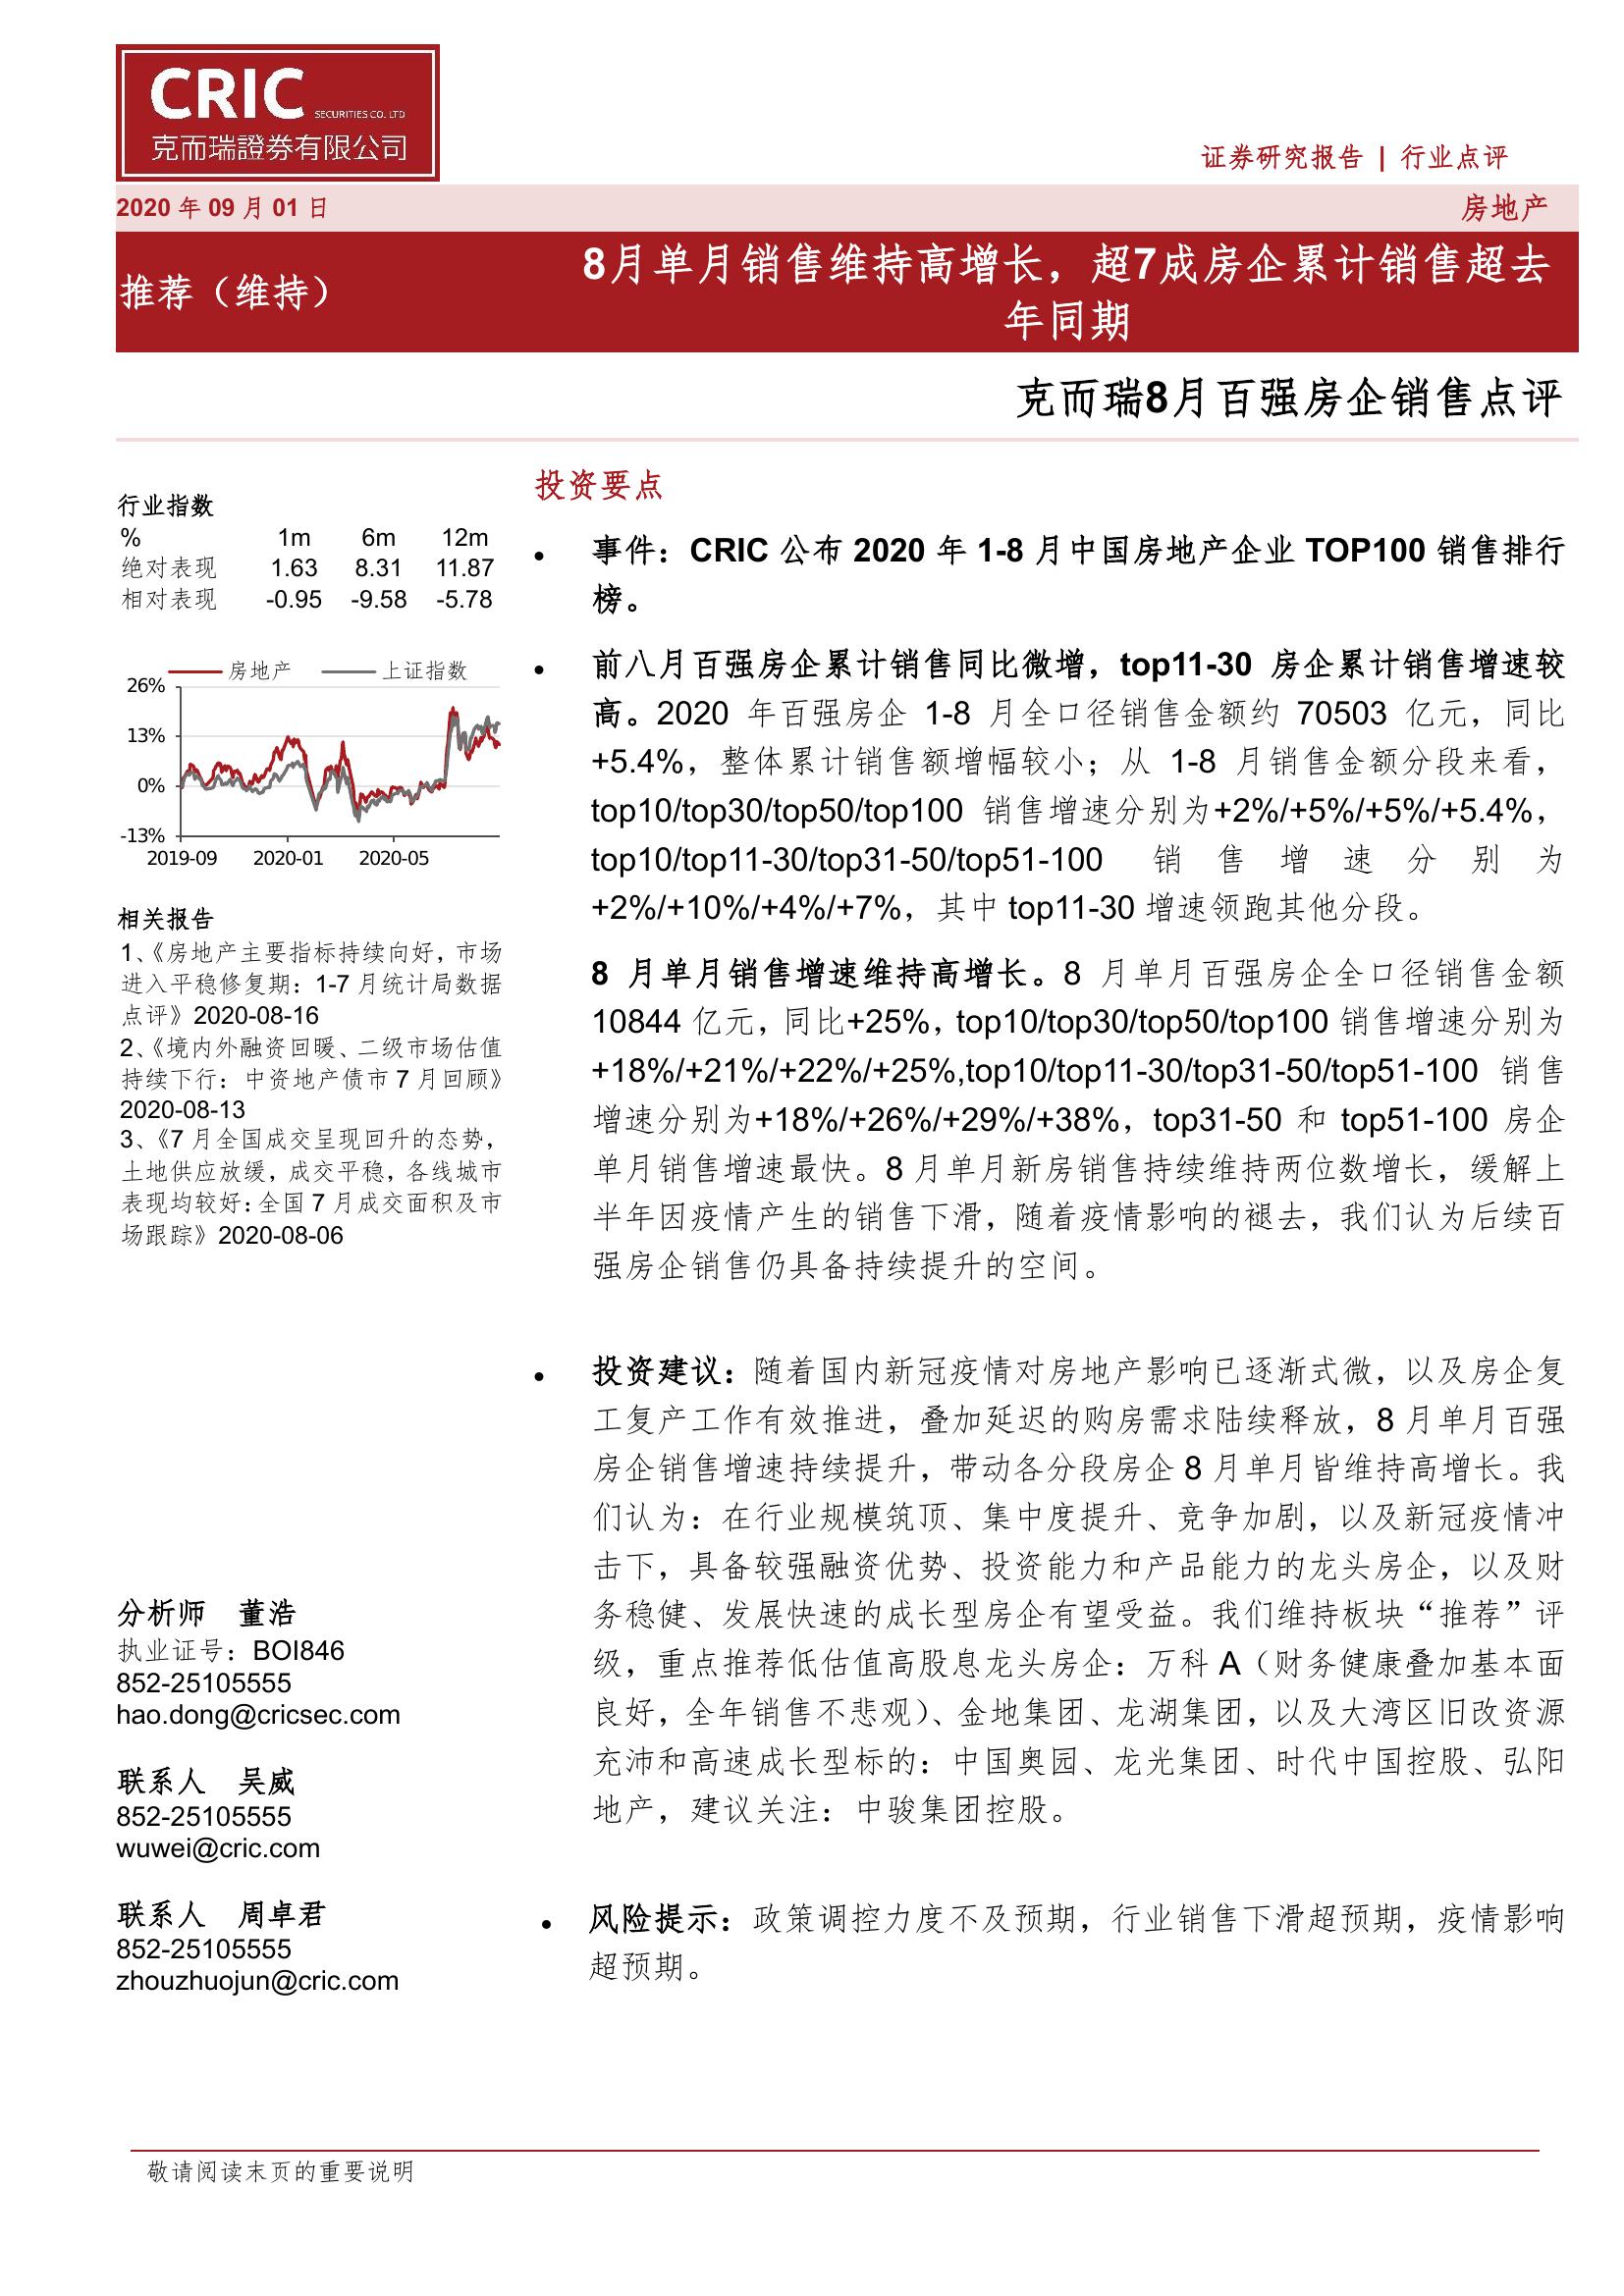 CRIC SECURITIES CO. LTD
克而瑞證券有限公司
证券研究报告 | 行业点评
2020 年 09 月 01 日
房地产
推荐（维持）
8月单月销售维持高增长，超7成房企累计销售超去
年同期
克而瑞8月百强房企销售点评
行业指数
% 1m 6m 12m
绝对表现 1.63 8.31 11.87
相对表现 -0.95 -9.58 -5.78
房地产 上证指数
26%
13%
0%
-13%
2019-09 2020-01 2020-05
相关报告
1、《房地产主要指标持续向好，市场
进入平稳修复期：1-7 月统计局数据
点评》2020-08-16
2、《境内外融资回暖、二级市场估值
持续下行：中资地产债市 7 月回顾》
2020-08-13
3、《7 月全国成交呈现回升的态势，
土地供应放缓，成交平稳，各线城市
表现均较好：全国 7 月成交面积及市
场跟踪》2020-08-06
分析师 董浩
执业证号：BOI846
852-25105555
hao.dong@cricsec.com
联系人 吴威
852-25105555
wuwei@cric.com
联系人 周卓君
852-25105555
zhouzhuojun@cric.com
投资要点
• 事件：CRIC 公布 2020 年 1-8 月中国房地产企业 TOP100 销售排行
榜。
• 前八月百强房企累计销售同比微增，top11-30 房企累计销售增速较
高。2020 年百强房企 1-8 月全口径销售金额约 70503 亿元，同比
+5.4%，整体累计销售额增幅较小；从 1-8 月销售金额分段来看，
top10/top30/top50/top100 销售增速分别为+2%/+5%/+5%/+5.4%，
top10/top11-30/top31-50/top51-100 销售增速分别为
+2%/+10%/+4%/+7%，其中 top11-30 增速领跑其他分段。
8 月单月销售增速维持高增长。8 月单月百强房企全口径销售金额
10844 亿元，同比+25%，top10/top30/top50/top100 销售增速分别为
+18%/+21%/+22%/+25%,top10/top11-30/top31-50/top51-100 销售
增速分别为+18%/+26%/+29%/+38%，top31-50 和 top51-100 房企
单月销售增速最快。8 月单月新房销售持续维持两位数增长，缓解上
半年因疫情产生的销售下滑，随着疫情影响的褪去，我们认为后续百
强房企销售仍具备持续提升的空间。
• 投资建议：随着国内新冠疫情对房地产影响已逐渐式微，以及房企复
工复产工作有效推进，叠加延迟的购房需求陆续释放，8 月单月百强
房企销售增速持续提升，带动各分段房企 8 月单月皆维持高增长。我
们认为：在行业规模筑顶、集中度提升、竞争加剧，以及新冠疫情冲
击下，具备较强融资优势、投资能力和产品能力的龙头房企，以及财
务稳健、发展快速的成长型房企有望受益。我们维持板块“推荐”评
级，重点推荐低估值高股息龙头房企：万科 A（财务健康叠加基本面
良好，全年销售不悲观）、金地集团、龙湖集团，以及大湾区旧改资源
充沛和高速成长型标的：中国奥园、龙光集团、时代中国控股、弘阳
地产，建议关注：中骏集团控股。
• 风险提示：政策调控力度不及预期，行业销售下滑超预期，疫情影响
超预期。
敬请阅读末页的重要说明